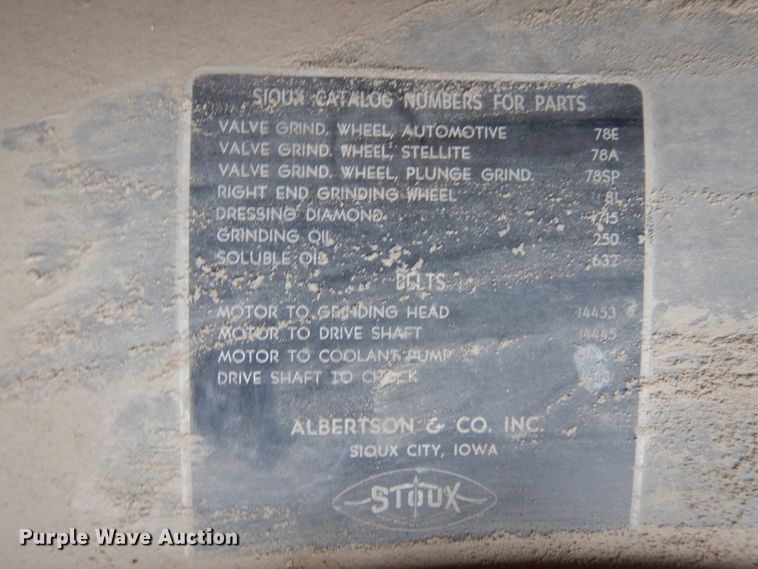 SIOUX CATALOG NUMBERS FOR PARTS
VALVE GRIND. WHEEL, AUTOMOTIVE 78E
VALVE GRIND. WHEEL, STELLITE 78A
VALVE GRIND. WHEEL, PLUNGE GRIND. 78SP
RIGHT END GRINDING WHEEL 8L
DRESSING DIAMOND
GRINDING OIL 250
SOLUBLE OIL 632
BELTS
MOTOR TO GRINDING HEAD 14453
MOTOR TO DRIVE SHAFT 14445
MOTOR TO COOLANT PUMP
DRIVE SHAFT TO CHUCK
ALBERTSON & CO. INC.
SIOUX CITY, IOWA
SIOUX
Purple Wave Auction